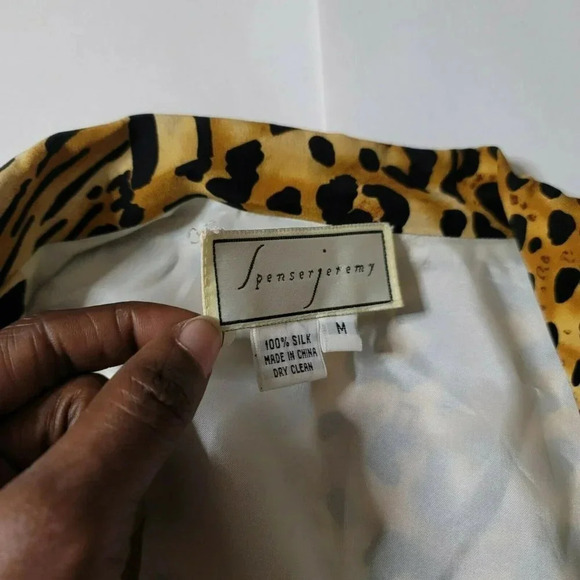 Spenserjeremy
M
100% SILK
MADE IN CHINA
DRY CLEAN